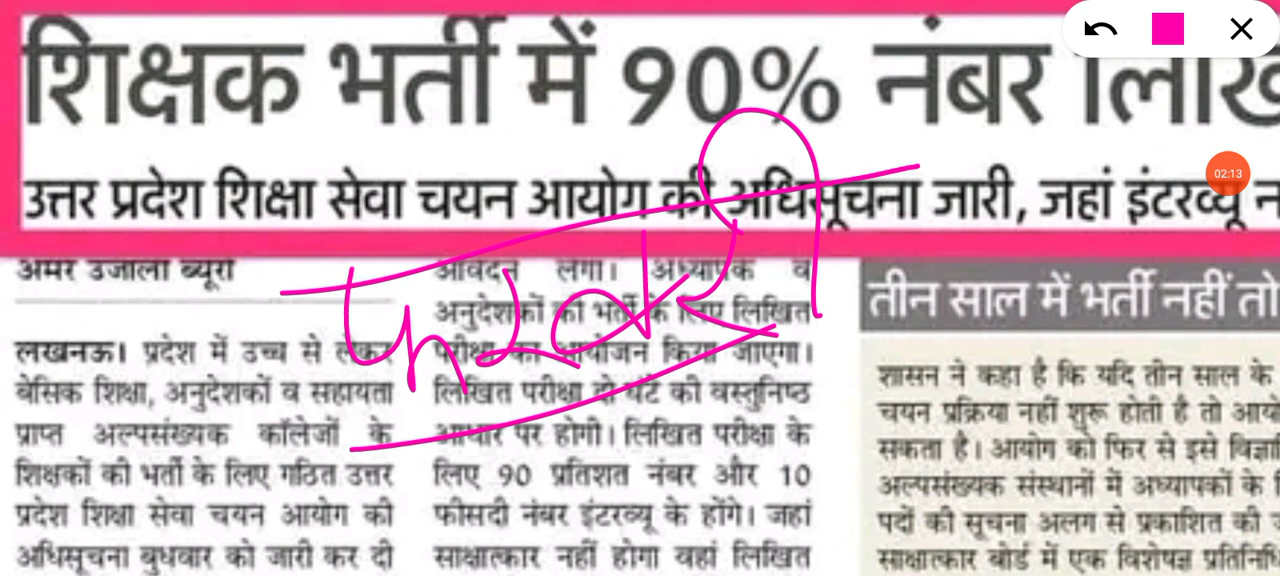 शिक्षक भर्ती में 90% नंबर लिखि
उत्तर प्रदेश शिक्षा सेवा चयन आयोग की अधिसूचना जारी, जहां इंटरव्यू न
02:13
अमर उजाला ब्यूरो
लखनऊ। प्रदेश में उच्च से लेकर
बेसिक शिक्षा, अनुदेशकों व सहायता
प्राप्त अल्पसंख्यक कॉलेजों के
शिक्षकों की भर्ती के लिए गठित उत्तर
प्रदेश शिक्षा सेवा चयन आयोग की
अधिसूचना बुधवार को जारी कर दी
आवेदन लेगा। अध्यापक व
अनुदेशकों की भर्ती के लिए लिखित
परीक्षा का आयोजन किया जाएगा।
लिखित परीक्षा दो घंटे की वस्तुनिष्ठ
आधार पर होगी। लिखित परीक्षा के
लिए 90 प्रतिशत नंबर और 10
फीसदी नंबर इंटरव्यू के होंगे। जहां
साक्षात्कार नहीं होगा वहां लिखित
तीन साल में भर्ती नहीं तो
शासन ने कहा है कि यदि तीन साल के
चयन प्रक्रिया नहीं शुरू होती है तो आयो
सकता है। आयोग को फिर से इसे विज्ञा
अल्पसंख्यक संस्थानों में अध्यापकों के
पदों की सूचना अलग से प्रकाशित की
साक्षात्कार बोर्ड में एक विशेषज्ञ प्रतिनिधि